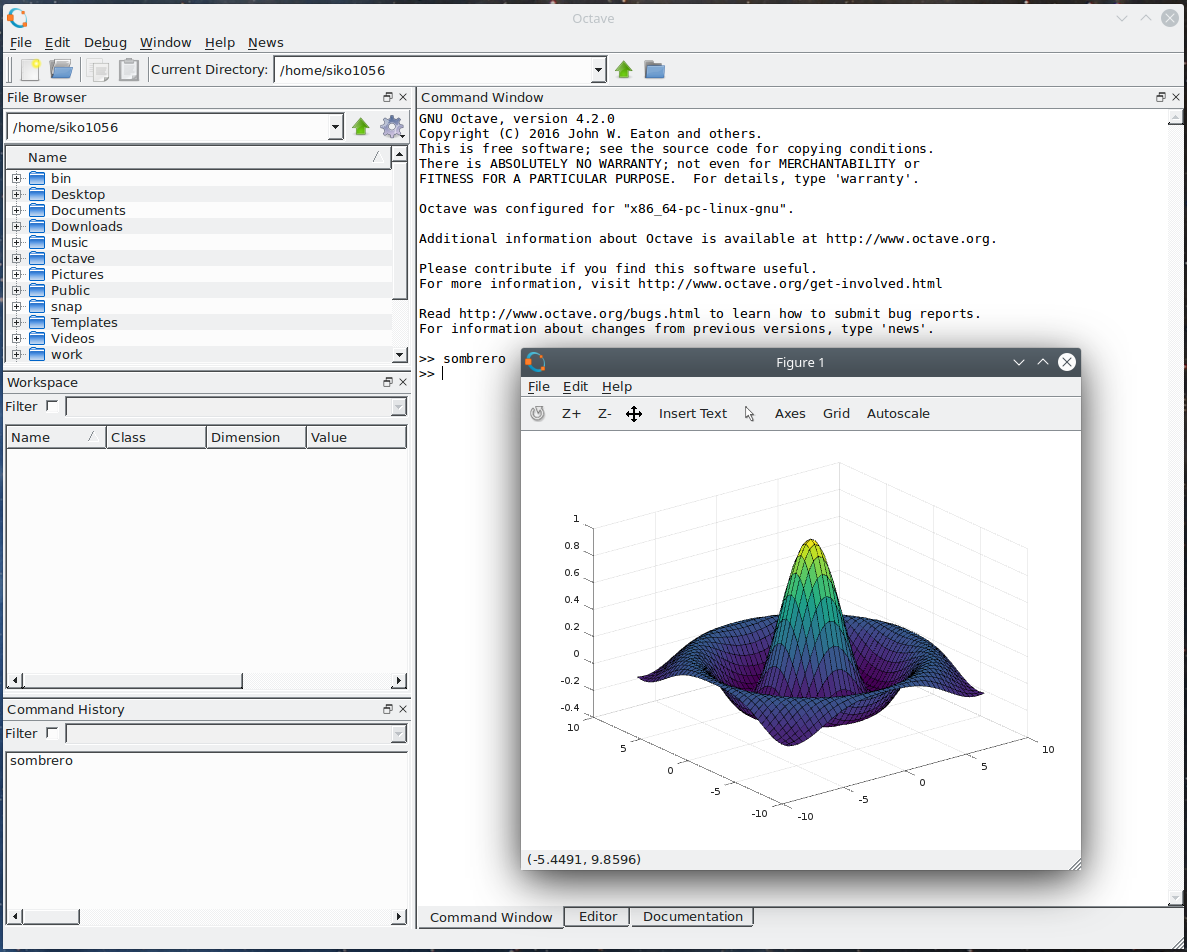 Octave
File Edit Debug Window Help News
Current Directory: /home/siko1056
File Browser
/home/siko1056
Name
bin
Desktop
Documents
Downloads
Music
octave
Pictures
Public
snap
Templates
Videos
work
Workspace
Filter
Name Class Dimension Value
Command History
Filter
sombrero
Command Window
GNU Octave, version 4.2.0
Copyright (C) 2016 John W. Eaton and others.
This is free software; see the source code for copying conditions.
There is ABSOLUTELY NO WARRANTY; not even for MERCHANTABILITY or
FITNESS FOR A PARTICULAR PURPOSE.  For details, type 'warranty'.
Octave was configured for "x86_64-pc-linux-gnu".
Additional information about Octave is available at http://www.octave.org.
Please contribute if you find this software useful.
For more information, visit http://www.octave.org/get-involved.html
Read http://www.octave.org/bugs.html to learn how to submit bug reports.
For information about changes from previous versions, type 'news'.
>> sombrero
>>
Figure 1
File Edit Help
Z+ Z- Insert Text Axes Grid Autoscale
1
0.8
0.6
0.4
0.2
0
-0.2
-0.4
10
5
0
-5
-10
-10
-5
0
5
10
(-5.4491, 9.8596)
Command Window Editor Documentation